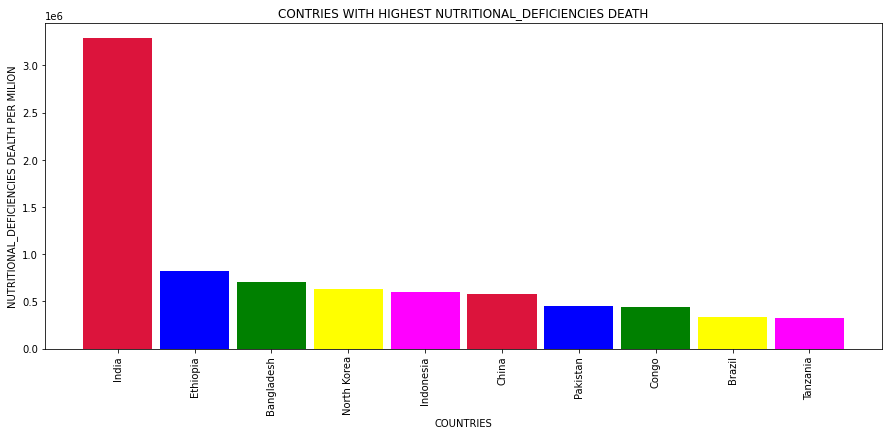 CONTRIES WITH HIGHEST NUTRITIONAL_DEFICIENCIES DEATH
1e6
NUTRITIONAL_DEFICIENCIES DEALTH PER MILION
3.0
2.5
2.0
1.5
1.0
0.5
0.0
India
Ethiopia
Bangladesh
North Korea
Indonesia
China
Pakistan
Congo
Brazil
Tanzania
COUNTRIES